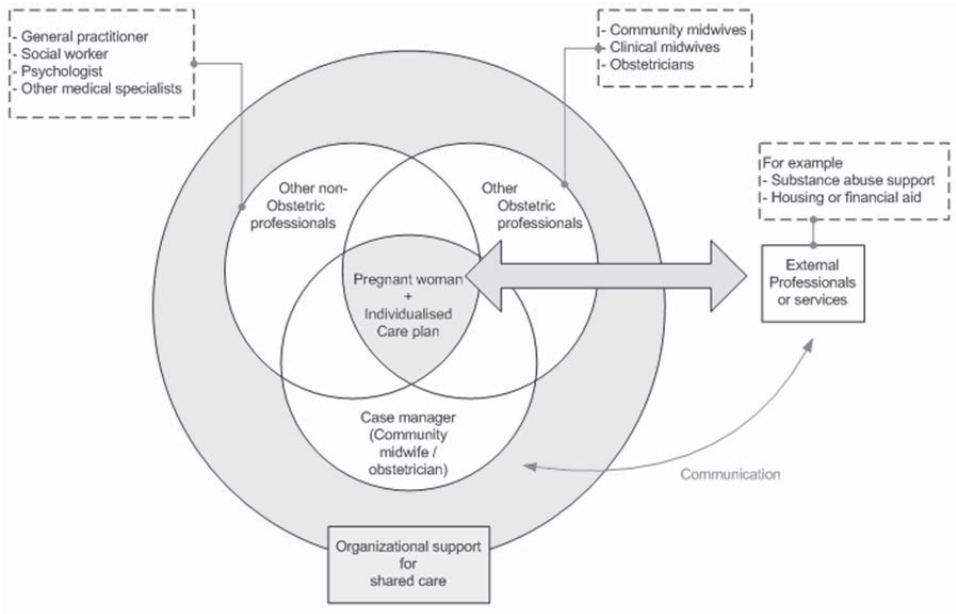 - General practitioner
- Social worker
- Psychologist
- Other medical specialists
- Community midwives
- Clinical midwives
- Obstetricians
For example
- Substance abuse support
- Housing or financial aid
Other non-
Obstetric
professionals
Other
Obstetric
professionals
Pregnant woman
+
Individualised
Care plan
External
Professionals
or services
Case manager
(Community
midwife /
obstetrician)
Communication
Organizational support
for
shared care